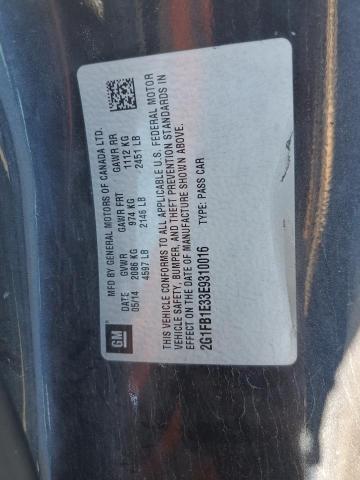 MFD BY GENERAL MOTORS OF CANADA LTD.
DATE GVWR GAWR FRT GAWR RR
05/14 2086 KG 974 KG 1112 KG
4597 LB 2146 LB 2451 LB
GM
THIS VEHICLE CONFORMS TO ALL APPLICABLE U.S. FEDERAL MOTOR
VEHICLE SAFETY, BUMPER, AND THEFT PREVENTION STANDARDS IN
EFFECT ON THE DATE OF MANUFACTURE SHOWN ABOVE.
2G1FB1E33E9310016 TYPE: PASS CAR